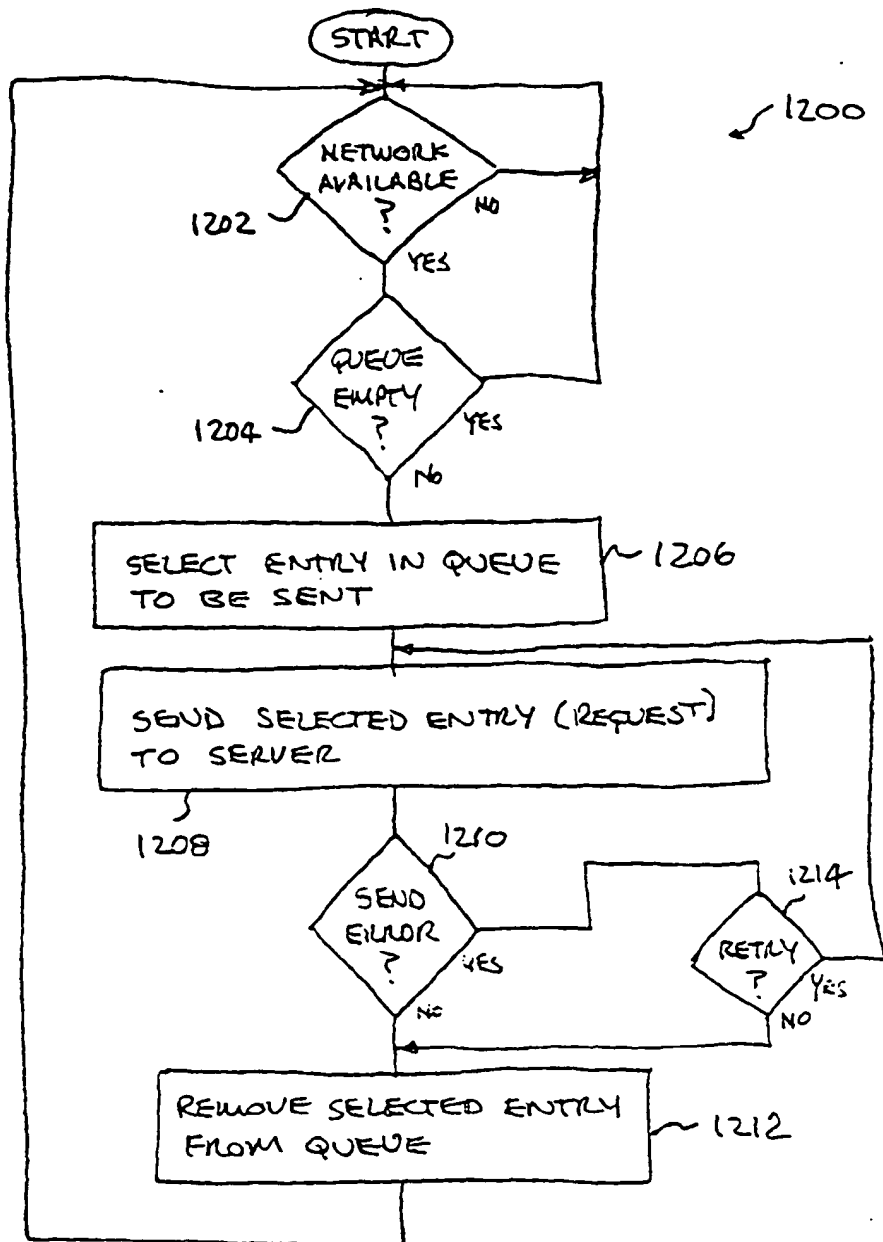 START
1200
NETWORK
AVAILABLE
?
1202
NO
YES
QUEUE
EMPTY
?
1204
YES
NO
SELECT ENTRY IN QUEUE
TO BE SENT
1206
SEND SELECTED ENTRY (REQUEST)
TO SERVER
1208
1210
SEND
ERROR
?
YES
NO
1214
RETRY
?
YES
NO
REMOVE SELECTED ENTRY
FROM QUEUE
1212